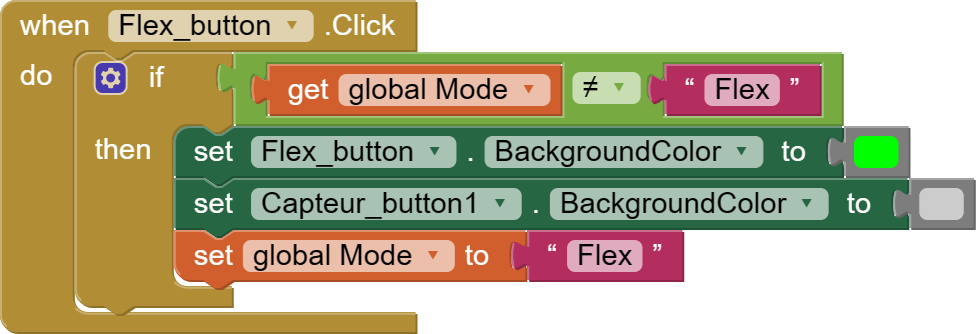 when Flex_button .Click
do if get global Mode ≠ “ Flex ”
then set Flex_button . BackgroundColor to
set Capteur_button1 . BackgroundColor to
set global Mode to “ Flex ”